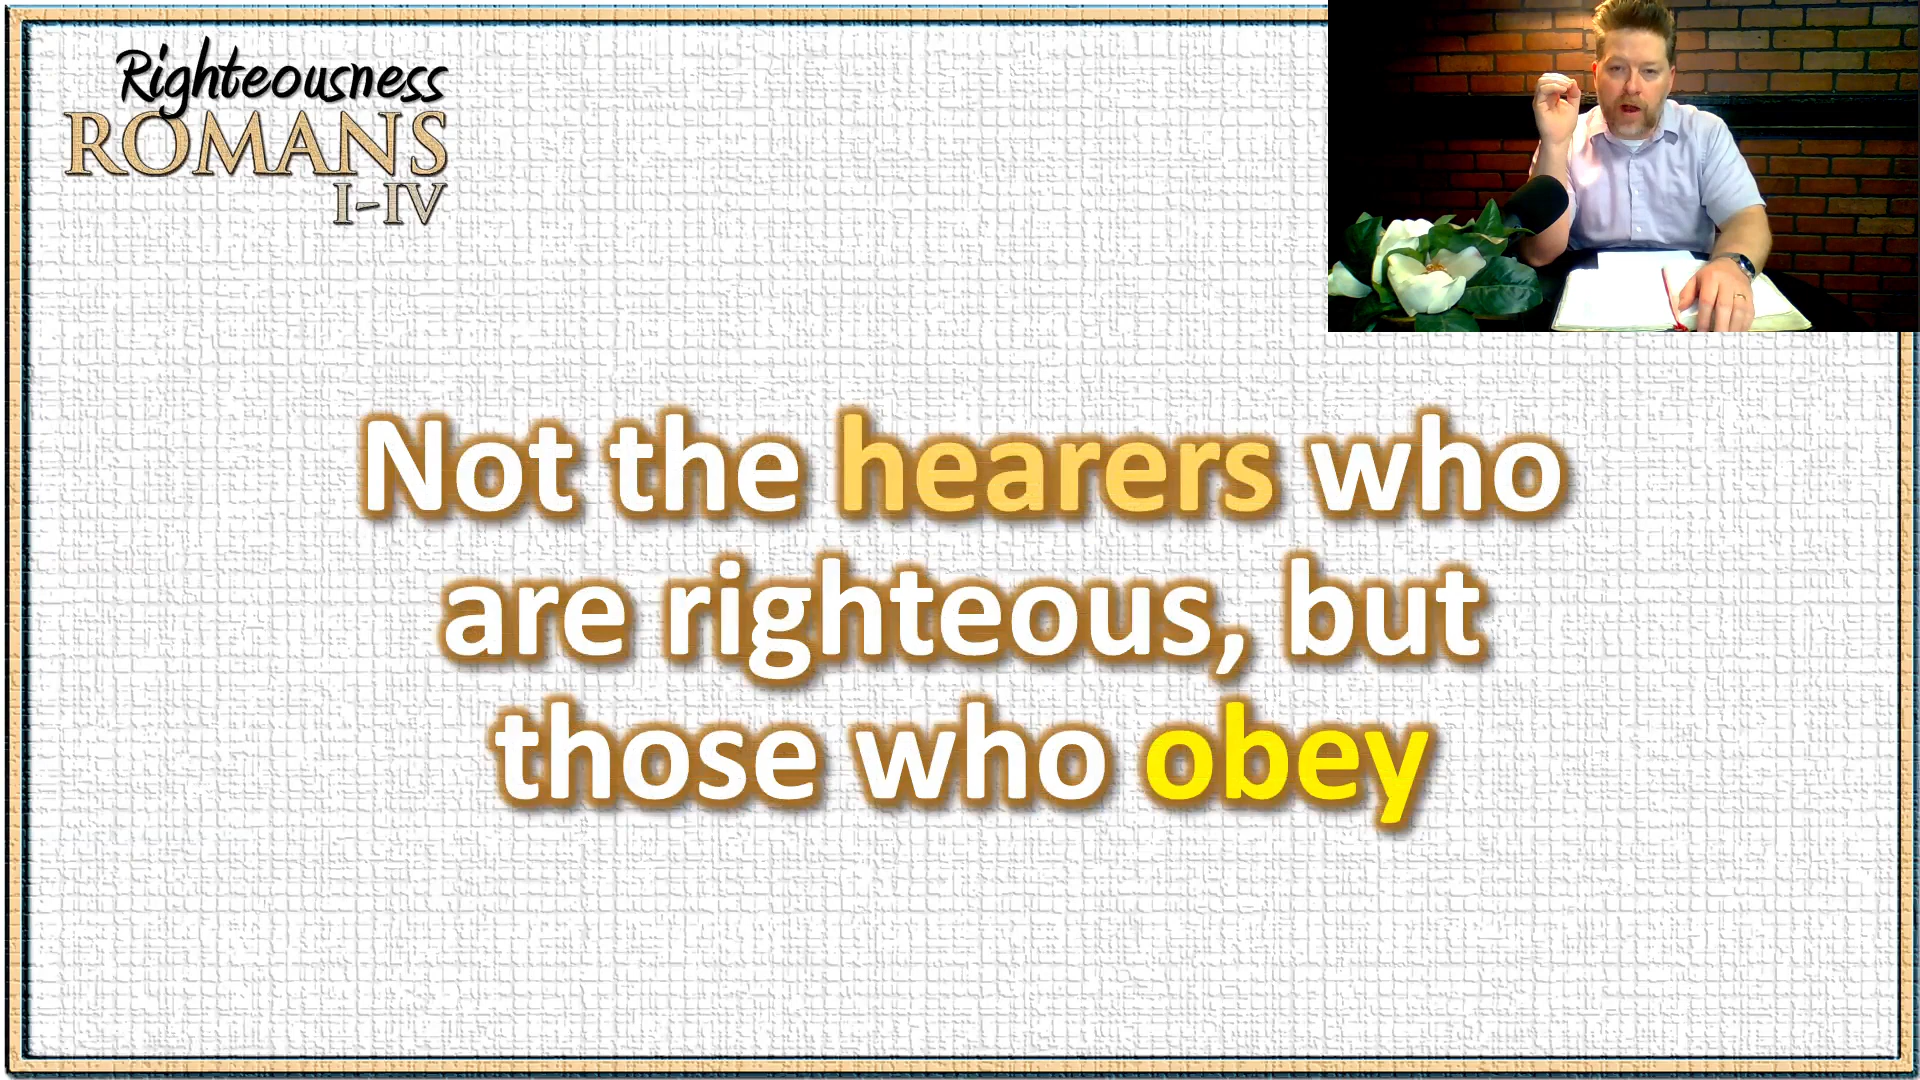 Righteousness
ROMANS
I-IV
Not the hearers who
are righteous, but
those who obey